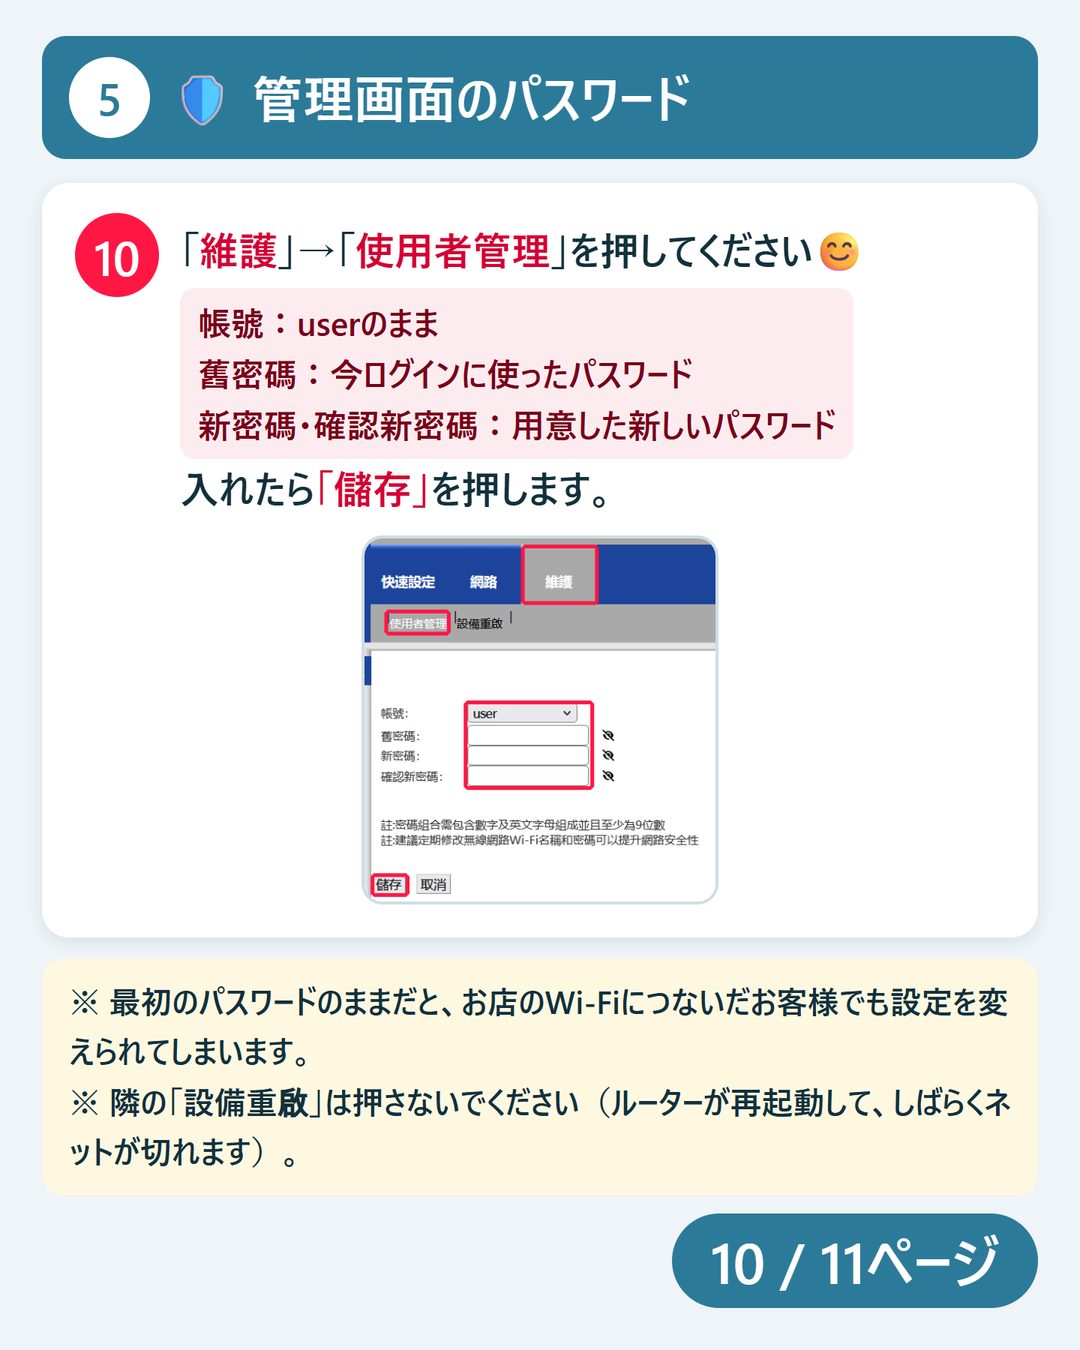 5 管理画面のパスワード
10 「維護」→「使用者管理」を押してください
帳號：userのまま
舊密碼：今ログインに使ったパスワード
新密碼・確認新密碼：用意した新しいパスワード
入れたら「儲存」を押します。
快速設定 網路 維護
使用者管理 設備重啟
帳號: user
舊密碼:
新密碼:
確認新密碼:
註:密碼組合需包含數字及英文字母組成並且至少為9位數
註:建議定期修改無線網路Wi-Fi名稱和密碼可以提升網路安全性
儲存 取消
※ 最初のパスワードのままだと、お店のWi-Fiにつないだお客様でも設定を変
えられてしまいます。
※ 隣の「設備重啟」は押さないでください（ルーターが再起動して、しばらくネ
ットが切れます）。
10 / 11ページ